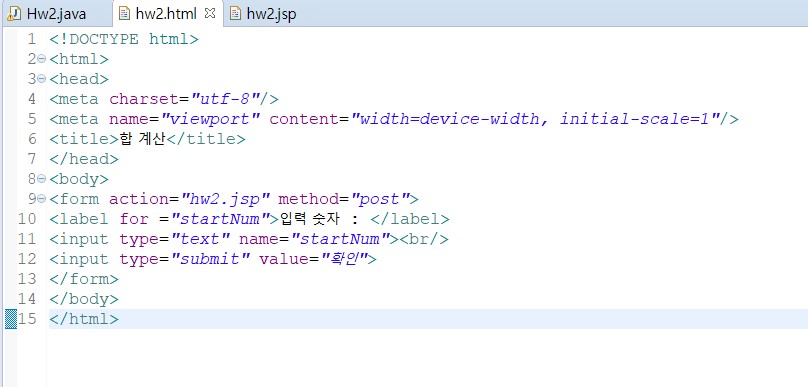 Hw2.java hw2.html hw2.jsp
1 <!DOCTYPE html>
2 <html>
3 <head>
4 <meta charset="utf-8"/>
5 <meta name="viewport" content="width=device-width, initial-scale=1"/>
6 <title>합 계산</title>
7 </head>
8 <body>
9 <form action="hw2.jsp" method="post">
10 <label for ="startNum">입력 숫자 : </label>
11 <input type="text" name="startNum"><br/>
12 <input type="submit" value="확인">
13 </form>
14 </body>
15 </html>